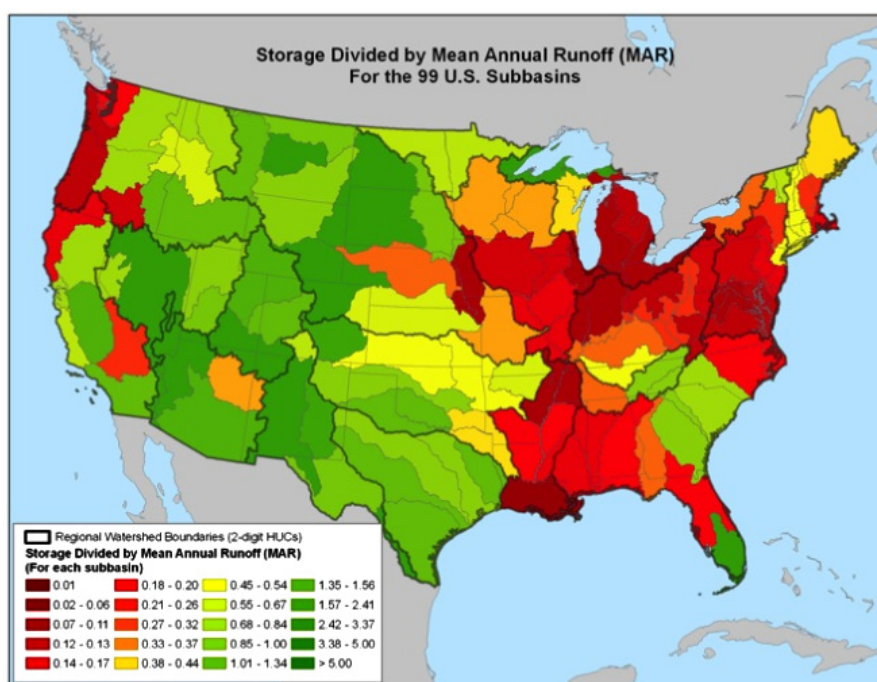 Storage Divided by Mean Annual Runoff (MAR)
For the 99 U.S. Subbasins
Regional Watershed Boundaries (2-digit HUCs)
Storage Divided by Mean Annual Runoff (MAR)
(For each subbasin)
0.01
0.02 - 0.06
0.07 - 0.11
0.12 - 0.13
0.14 - 0.17
0.18 - 0.20
0.21 - 0.26
0.27 - 0.32
0.33 - 0.37
0.38 - 0.44
0.45 - 0.54
0.55 - 0.67
0.68 - 0.84
0.85 - 1.00
1.01 - 1.34
1.35 - 1.56
1.57 - 2.41
2.42 - 3.37
3.38 - 5.00
> 5.00